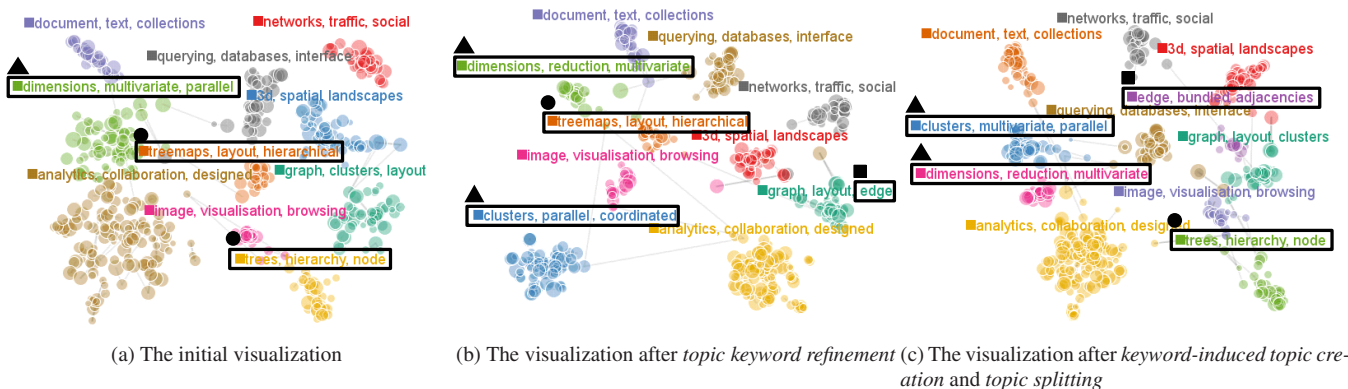 document, text, collections
networks, traffic, social
querying, databases, interface
dimensions, multivariate, parallel
3d, spatial, landscapes
treemaps, layout, hierarchical
analytics, collaboration, designed
graph, clusters, layout
image, visualisation, browsing
trees, hierarchy, node
(a) The initial visualization
document, text, collections
querying, databases, interface
dimensions, reduction, multivariate
networks, traffic, social
treemaps, layout, hierarchical
3d, spatial, landscapes
image, visualisation, browsing
graph, layout, edge
clusters, parallel, coordinated
analytics, collaboration, designed
(b) The visualization after topic keyword refinement
networks, traffic, social
document, text, collections
3d, spatial, landscapes
edge, bundled, adjacencies
querying, databases, interface
clusters, multivariate, parallel
graph, layout, clusters
dimensions, reduction, multivariate
image, visualisation, browsing
analytics, collaboration, designed
trees, hierarchy, node
(c) The visualization after keyword-induced topic cre-
ation and topic splitting